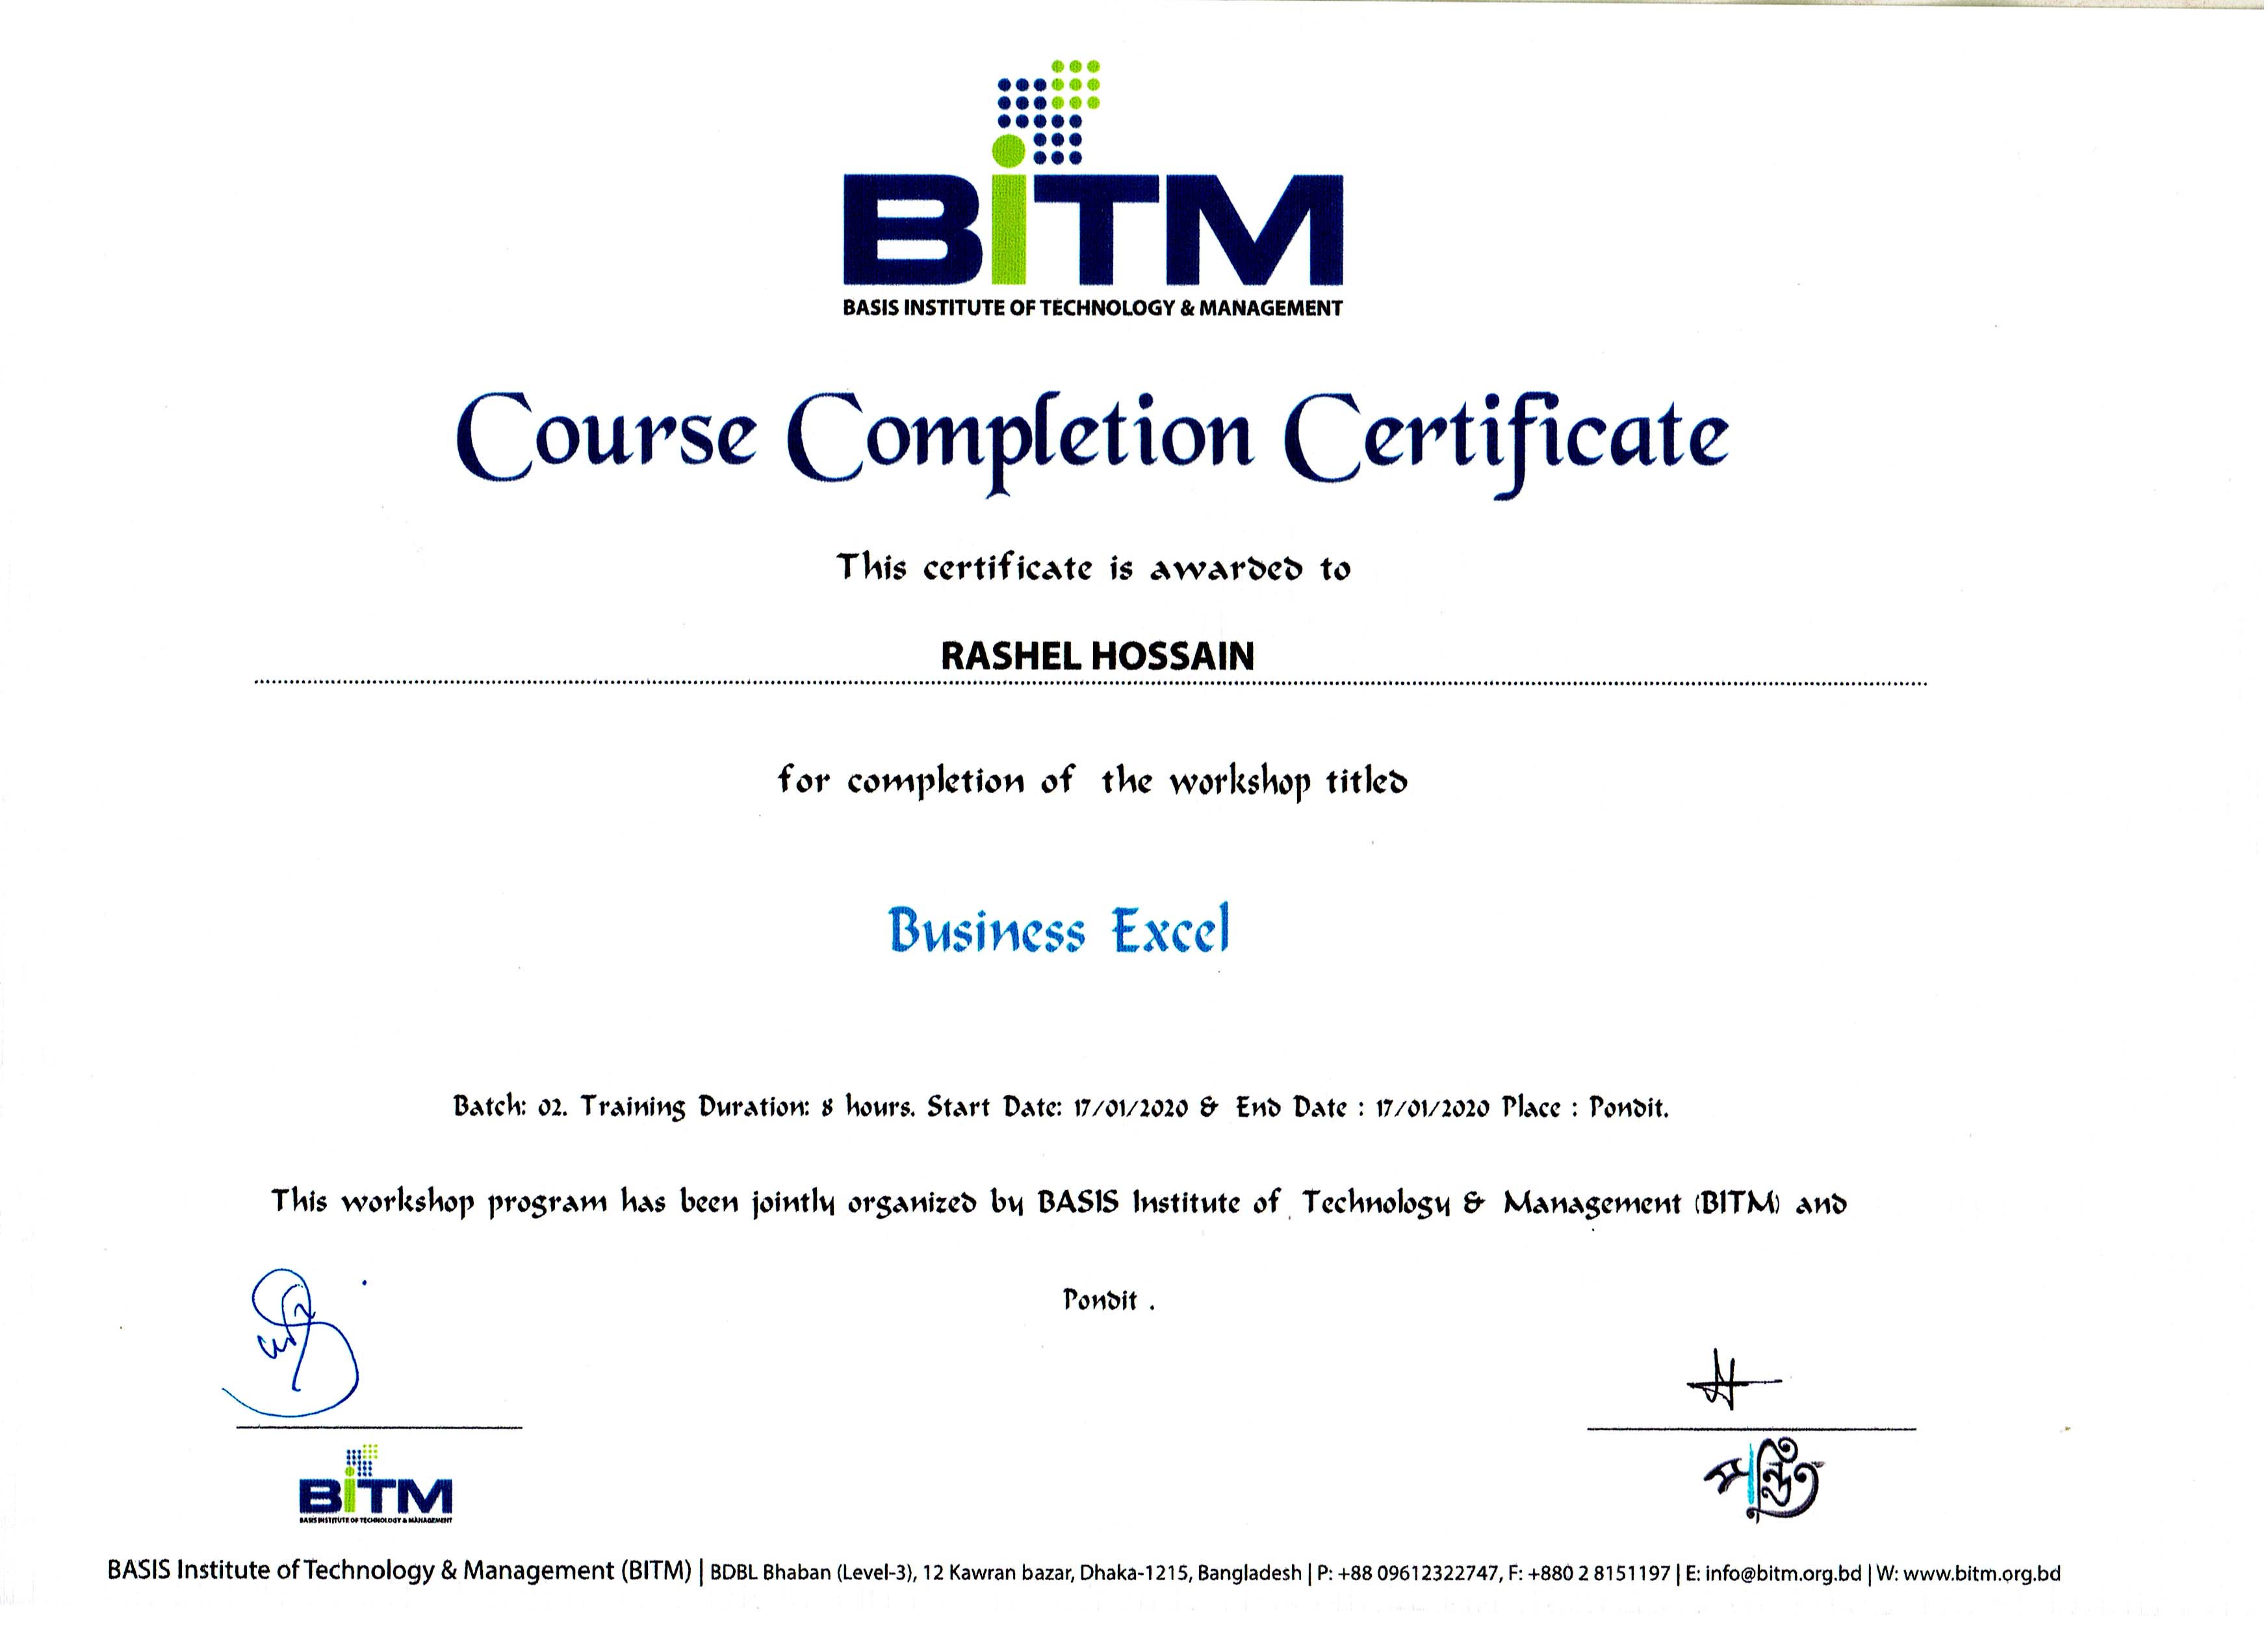 BiTM
BASIS INSTITUTE OF TECHNOLOGY & MANAGEMENT
Course Completion Certificate
This certificate is awarded to
RASHEL HOSSAIN
for completion of the workshop titled
Business Excel
Batch: 02. Training Duration: 8 hours. Start Date: 17/01/2020 & End Date : 17/01/2020 Place : Pondit.
This workshop program has been jointly organized by BASIS Institute of Technology & Management (BITM) and
Pondit .
BiTM
BASIS INSTITUTE OF TECHNOLOGY & MANAGEMENT
পন্ডিত
BASIS Institute of Technology & Management (BITM) | BDBL Bhaban (Level-3), 12 Kawran bazar, Dhaka-1215, Bangladesh | P: +88 09612322747, F: +880 2 8151197 | E: info@bitm.org.bd | W: www.bitm.org.bd